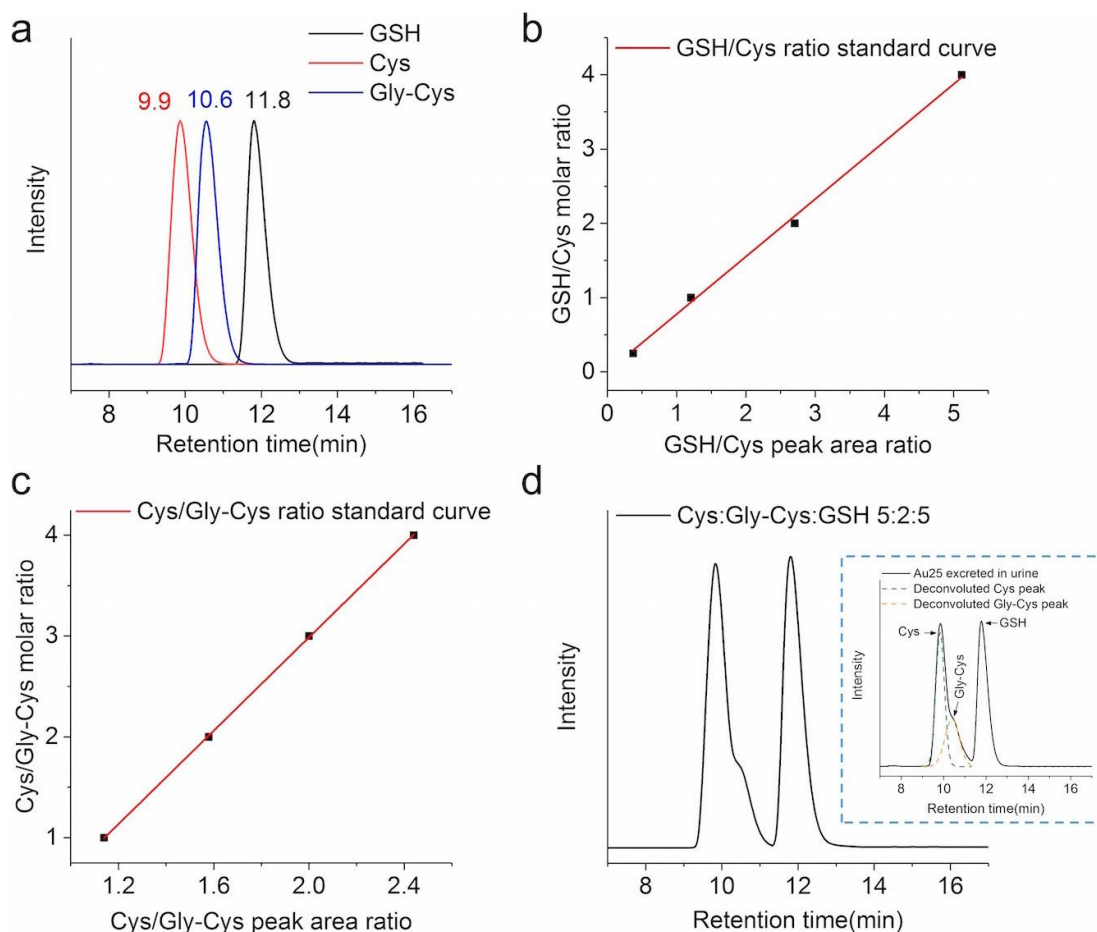 a
GSH
Cys
Gly-Cys
9.9 10.6 11.8
Intensity
8 10 12 14 16
Retention time(min)
b
GSH/Cys ratio standard curve
GSH/Cys molar ratio
4
3
2
1
0
0 1 2 3 4 5
GSH/Cys peak area ratio
c
Cys/Gly-Cys ratio standard curve
Cys/Gly-Cys molar ratio
4
3
2
1
1.2 1.6 2.0 2.4
Cys/Gly-Cys peak area ratio
d
Cys:Gly-Cys:GSH 5:2:5
Intensity
8 10 12 14 16
Retention time(min)
Au25 excreted in urine
Deconvoluted Cys peak
Deconvoluted Gly-Cys peak
Cys
Gly-Cys
GSH
Intensity
8 10 12 14 16
Retention time(min)